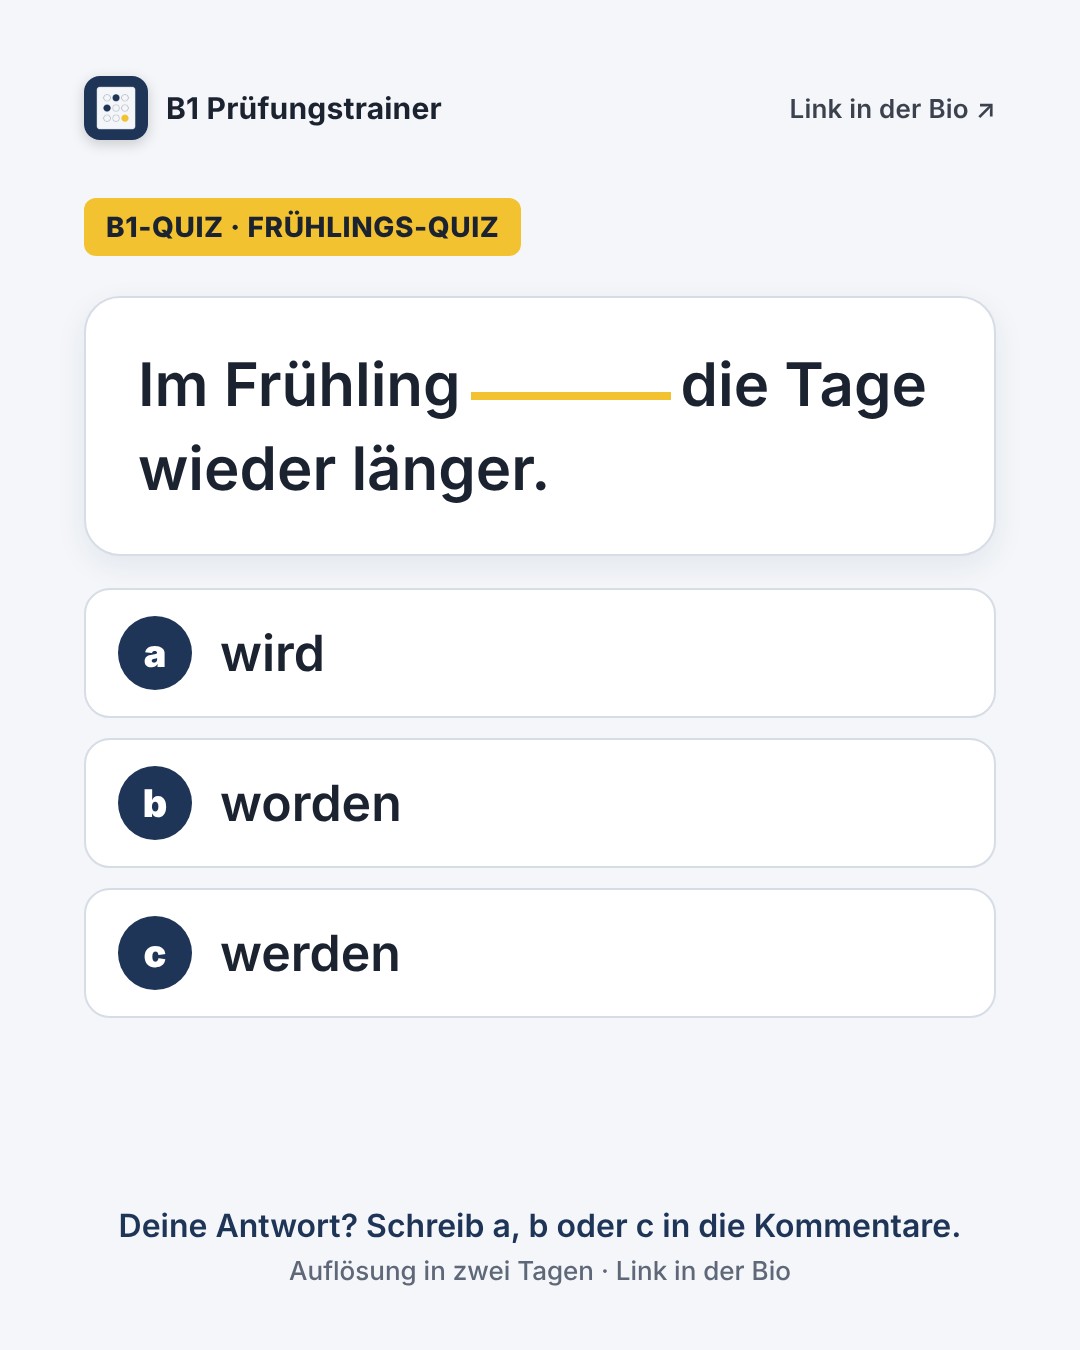 B1 Prüfungstrainer
Link in der Bio ↗
B1-QUIZ · FRÜHLINGS-QUIZ
Im Frühling ______ die Tage
wieder länger.
a wird
b worden
c werden
Deine Antwort? Schreib a, b oder c in die Kommentare.
Auflösung in zwei Tagen · Link in der Bio